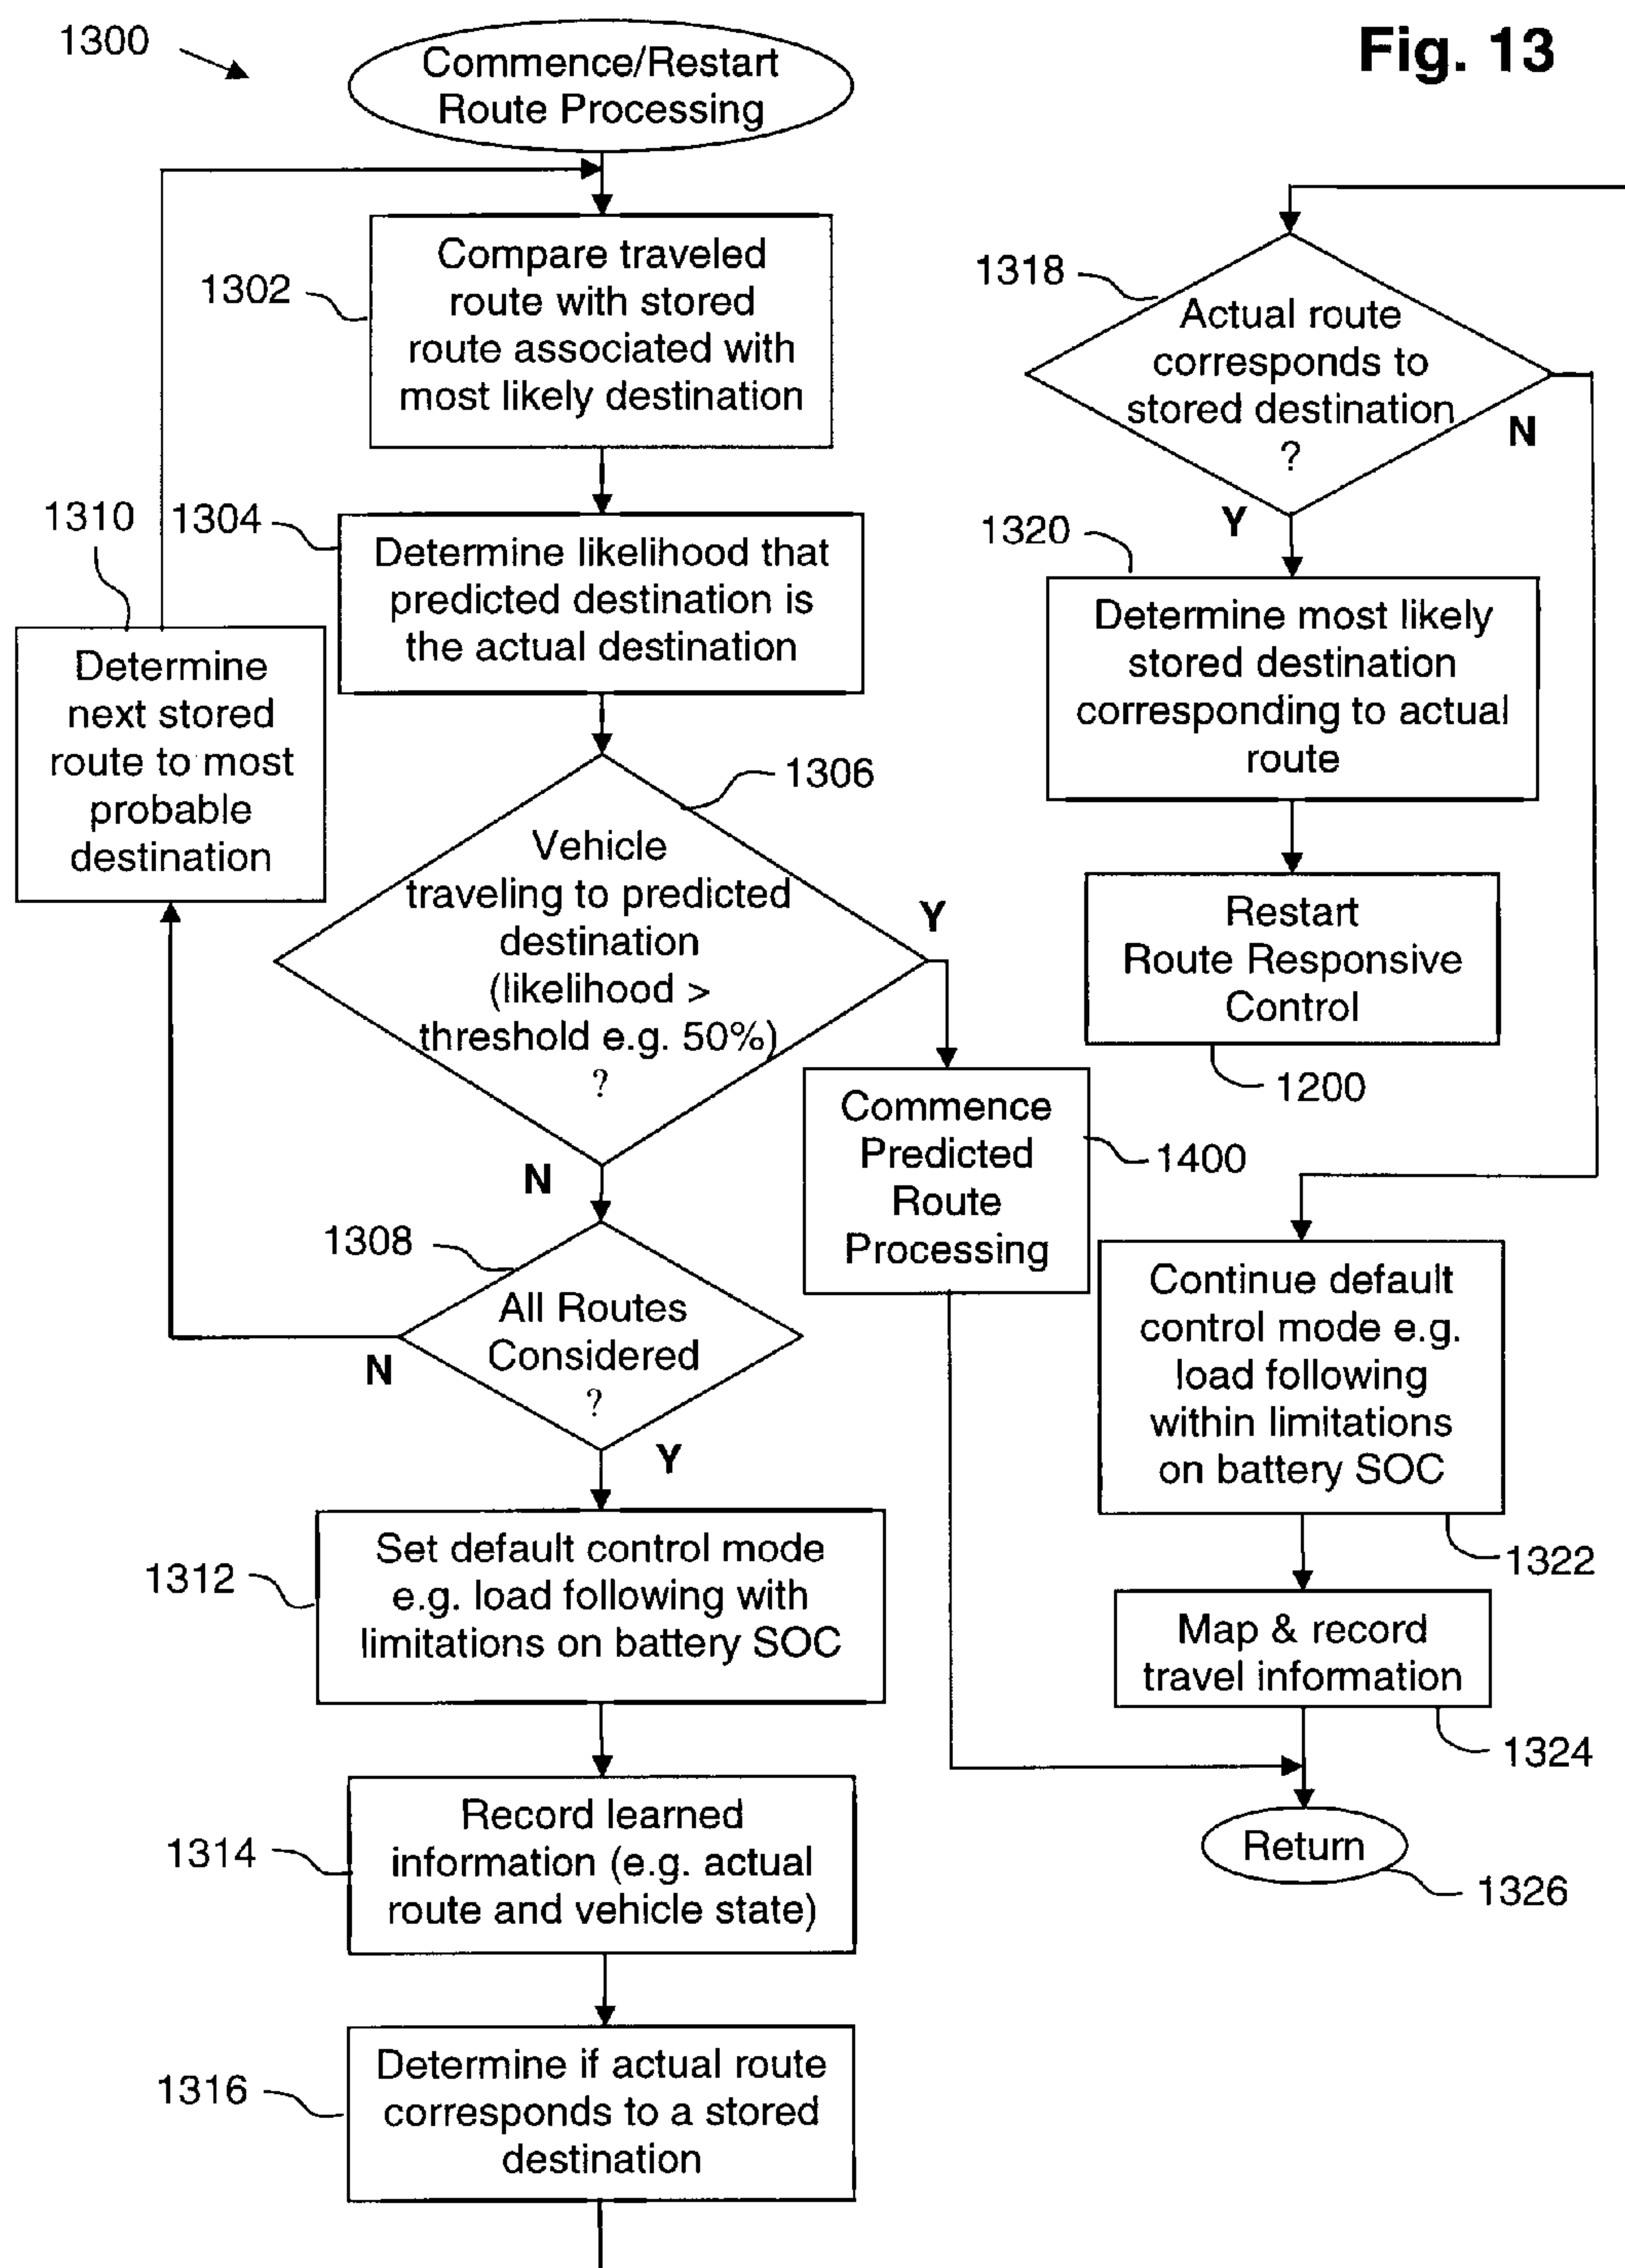 1300
Commence/Restart
Route Processing
Fig. 13
1302
Compare traveled
route with stored
route associated with
most likely destination
1304
Determine likelihood that
predicted destination is
the actual destination
1310
Determine
next stored
route to most
probable
destination
1306
Vehicle
traveling to predicted
destination
(likelihood >
threshold e.g. 50%)
?
Y
N
1308
All Routes
Considered
?
N
Y
1312
Set default control mode
e.g. load following with
limitations on battery SOC
1314
Record learned
information (e.g. actual
route and vehicle state)
1316
Determine if actual route
corresponds to a stored
destination
Commence
Predicted
Route
Processing
1400
1318
Actual route
corresponds to
stored destination
?
N
Y
1320
Determine most likely
stored destination
corresponding to actual
route
Restart
Route Responsive
Control
1200
Continue default
control mode e.g.
load following
within limitations
on battery SOC
1322
Map & record
travel information
1324
Return
1326